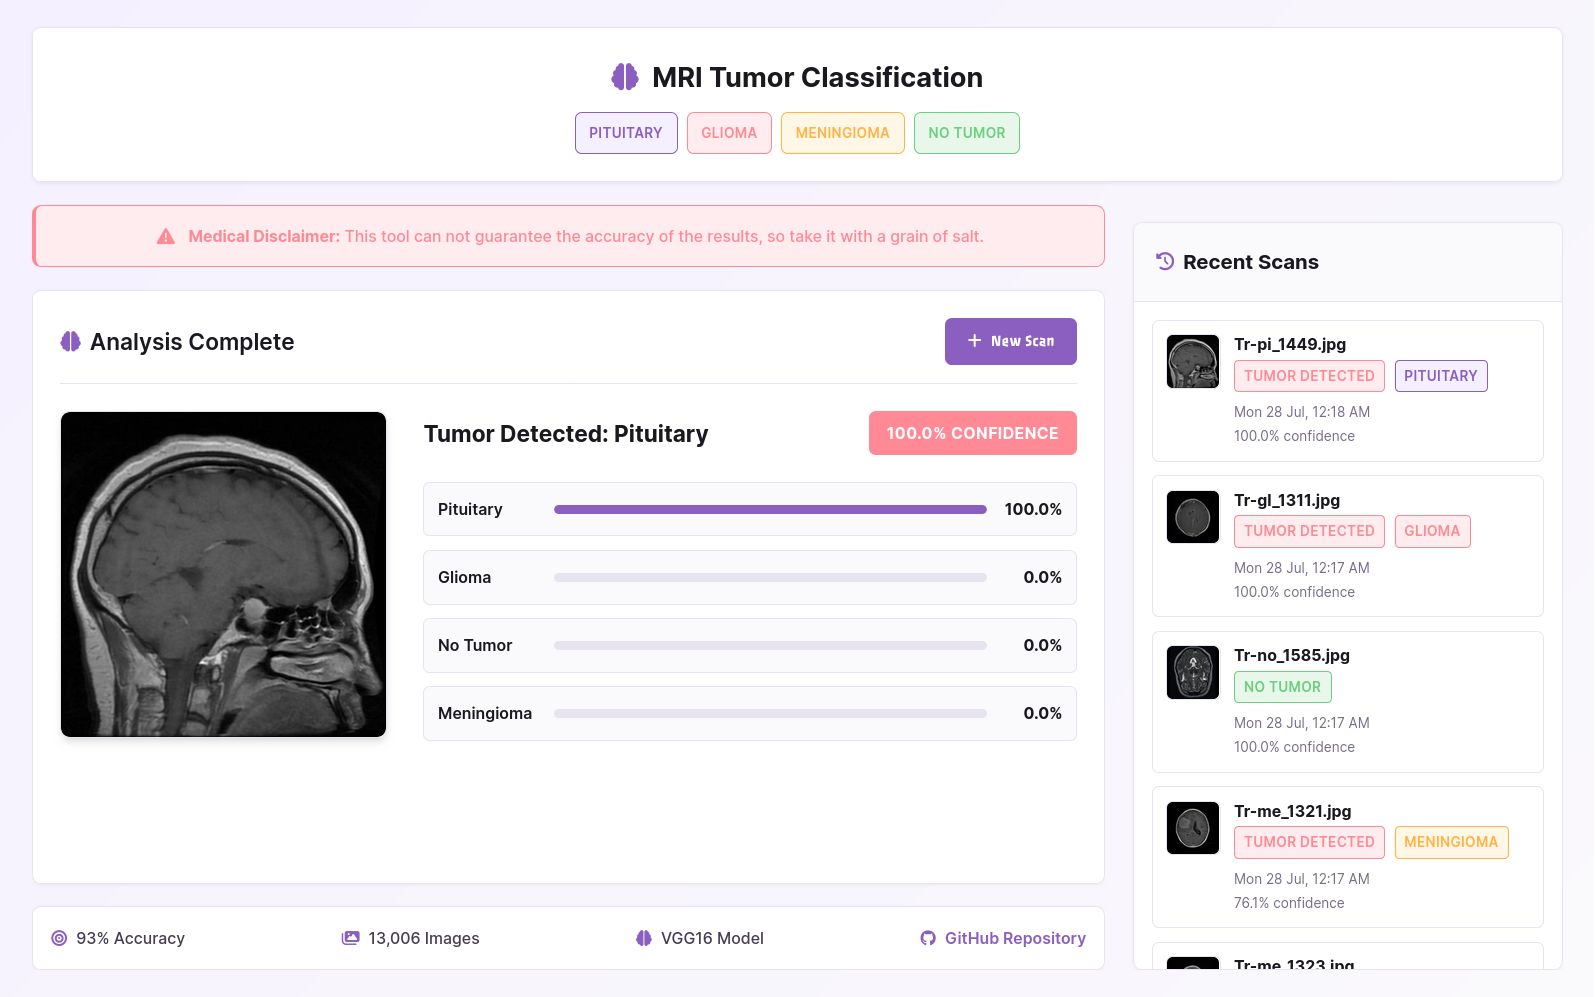 MRI Tumor Classification
PITUITARY
GLIOMA
MENINGIOMA
NO TUMOR
Medical Disclaimer: This tool can not guarantee the accuracy of the results, so take it with a grain of salt.
Analysis Complete
New Scan
Tumor Detected: Pituitary
100.0% CONFIDENCE
Pituitary 100.0%
Glioma 0.0%
No Tumor 0.0%
Meningioma 0.0%
93% Accuracy
13,006 Images
VGG16 Model
GitHub Repository
Recent Scans
Tr-pi_1449.jpg
TUMOR DETECTED PITUITARY
Mon 28 Jul, 12:18 AM
100.0% confidence
Tr-gl_1311.jpg
TUMOR DETECTED GLIOMA
Mon 28 Jul, 12:17 AM
100.0% confidence
Tr-no_1585.jpg
NO TUMOR
Mon 28 Jul, 12:17 AM
100.0% confidence
Tr-me_1321.jpg
TUMOR DETECTED MENINGIOMA
Mon 28 Jul, 12:17 AM
76.1% confidence
Tr-me_1323.jpg